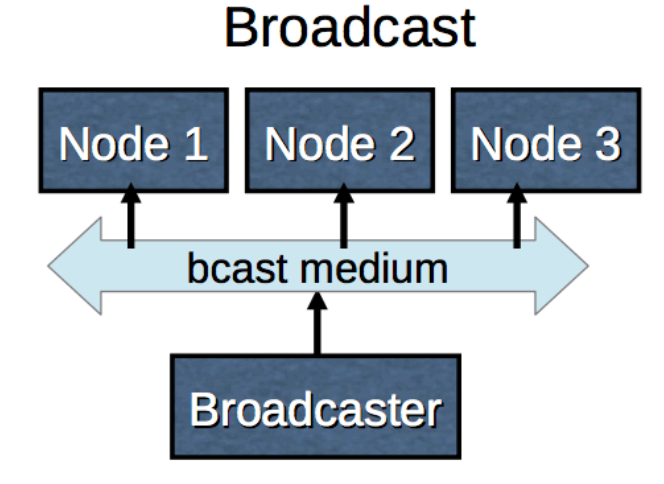 Broadcast
Node 1
Node 2
Node 3
bcast medium
Broadcaster